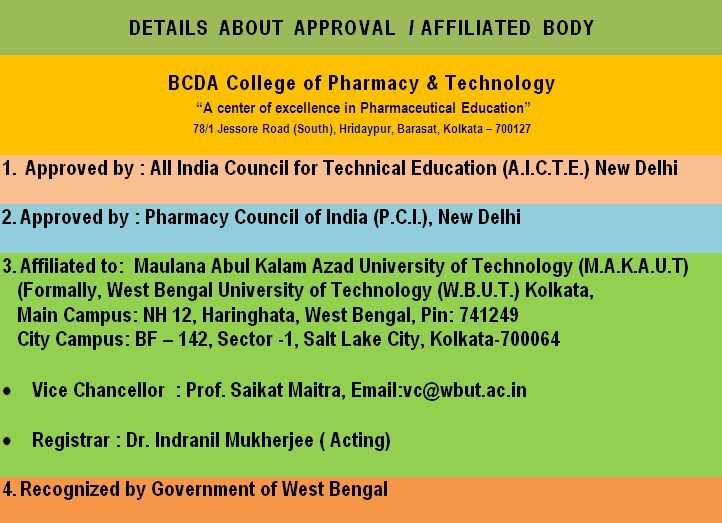 DETAILS ABOUT APPROVAL / AFFILIATED BODY
BCDA College of Pharmacy & Technology
“A center of excellence in Pharmaceutical Education”
78/1 Jessore Road (South), Hridaypur, Barasat, Kolkata – 700127
1. Approved by : All India Council for Technical Education (A.I.C.T.E.) New Delhi
2. Approved by : Pharmacy Council of India (P.C.I.), New Delhi
3. Affiliated to: Maulana Abul Kalam Azad University of Technology (M.A.K.A.U.T)
(Formally, West Bengal University of Technology (W.B.U.T.) Kolkata,
Main Campus: NH 12, Haringhata, West Bengal, Pin: 741249
City Campus: BF – 142, Sector -1, Salt Lake City, Kolkata-700064
• Vice Chancellor : Prof. Saikat Maitra, Email:vc@wbut.ac.in
• Registrar : Dr. Indranil Mukherjee ( Acting)
4. Recognized by Government of West Bengal